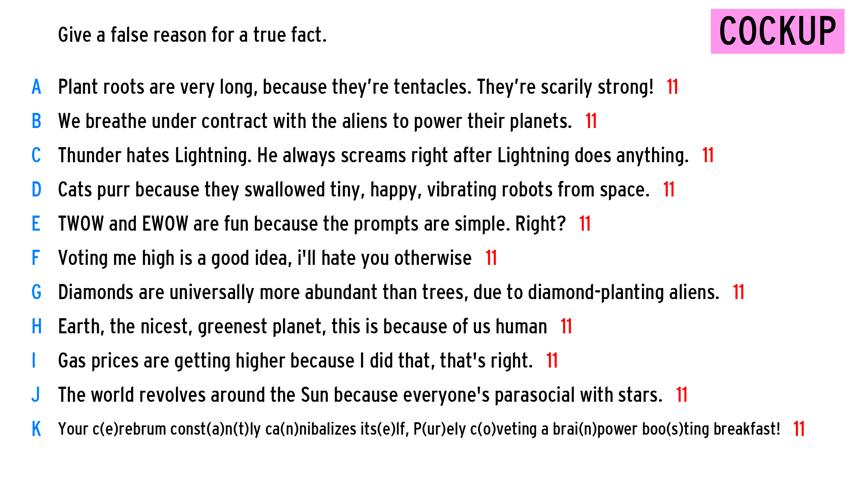 Give a false reason for a true fact.
COCKUP
A Plant roots are very long, because they're tentacles. They're scarily strong! 11
B We breathe under contract with the aliens to power their planets. 11
C Thunder hates Lightning. He always screams right after Lightning does anything. 11
D Cats purr because they swallowed tiny, happy, vibrating robots from space. 11
E TWOW and EWOW are fun because the prompts are simple. Right? 11
F Voting me high is a good idea, i'll hate you otherwise 11
G Diamonds are universally more abundant than trees, due to diamond-planting aliens. 11
H Earth, the nicest, greenest planet, this is because of us human 11
I Gas prices are getting higher because I did that, that's right. 11
J The world revolves around the Sun because everyone's parasocial with stars. 11
K Your c(e)rebrum const(a)n(t)ly ca(n)nibalizes its(e)lf, P(ur)ely c(o)veting a brai(n)power boo(s)ting breakfast! 11